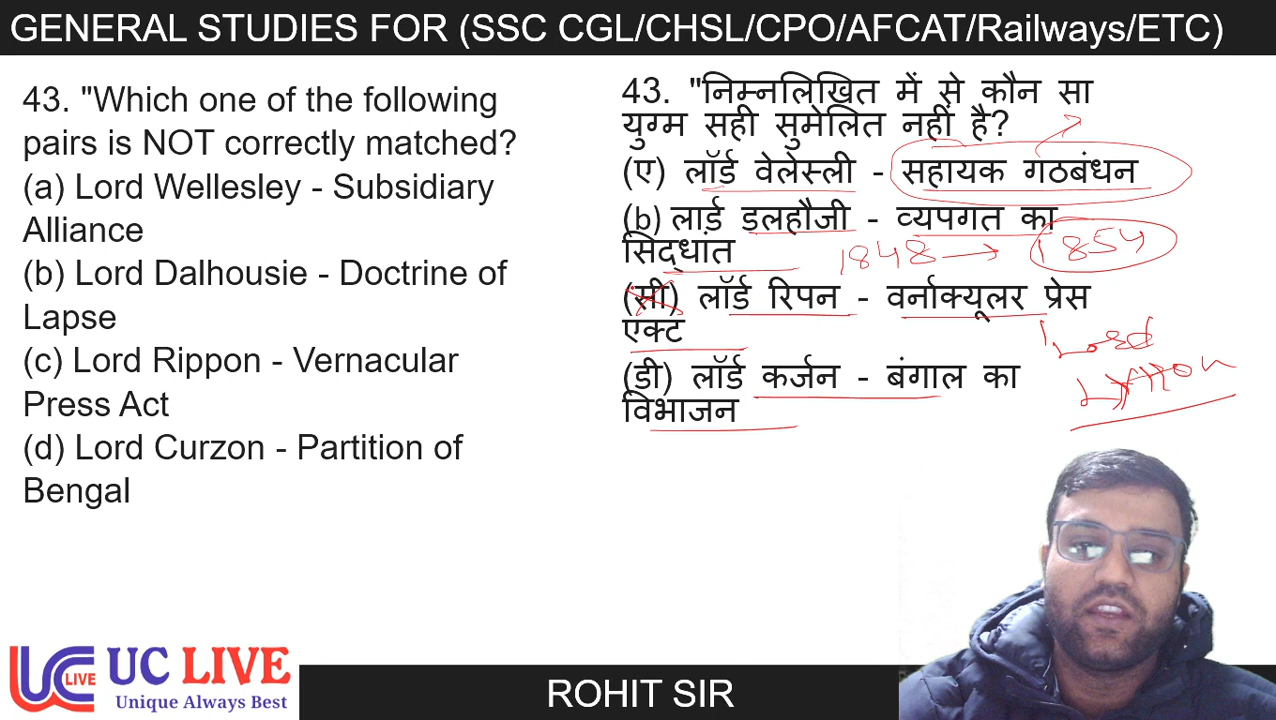 GENERAL STUDIES FOR (SSC CGL/CHSL/CPO/AFCAT/Railways/ETC)
43. "Which one of the following
pairs is NOT correctly matched?
(a) Lord Wellesley - Subsidiary
Alliance
(b) Lord Dalhousie - Doctrine of
Lapse
(c) Lord Rippon - Vernacular
Press Act
(d) Lord Curzon - Partition of
Bengal
43. "निम्नलिखित में से कौन सा
युग्म सही सुमेलित नहीं है?
(ए) लॉर्ड वेलेस्ली - सहायक गठबंधन
(b) लार्ड डलहौजी - व्यपगत का
सिद्धांत
1848 → 1854
(सी) लॉर्ड रिपन - वर्नाक्यूलर प्रेस
एक्ट
Lord
Lytton
(डी) लॉर्ड कर्जन - बंगाल का
विभाजन
UC LIVE
LIVE
Unique Always Best
ROHIT SIR